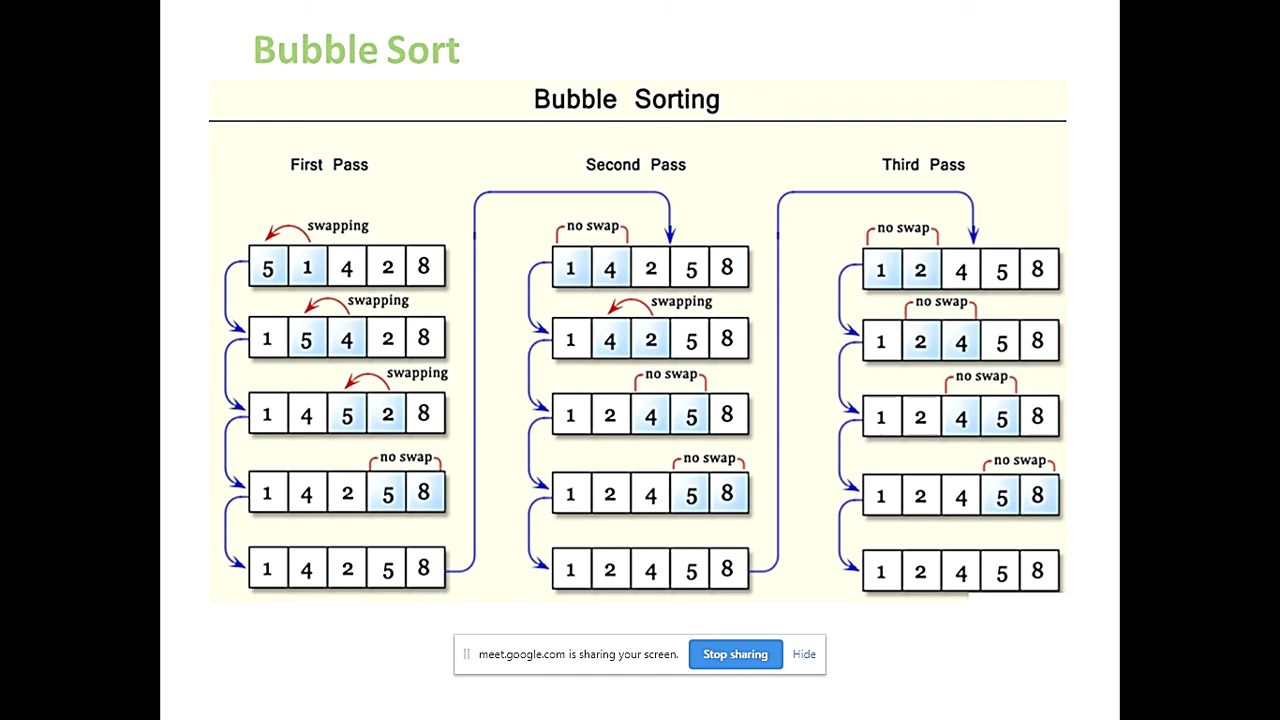 Bubble Sort
Bubble Sorting
First Pass
swapping
5 1 4 2 8
swapping
1 5 4 2 8
swapping
1 4 5 2 8
no swap
1 4 2 5 8
1 4 2 5 8
Second Pass
no swap
1 4 2 5 8
swapping
1 4 2 5 8
no swap
1 2 4 5 8
no swap
1 2 4 5 8
1 2 4 5 8
Third Pass
no swap
1 2 4 5 8
no swap
1 2 4 5 8
no swap
1 2 4 5 8
no swap
1 2 4 5 8
1 2 4 5 8
meet.google.com is sharing your screen. Stop sharing Hide